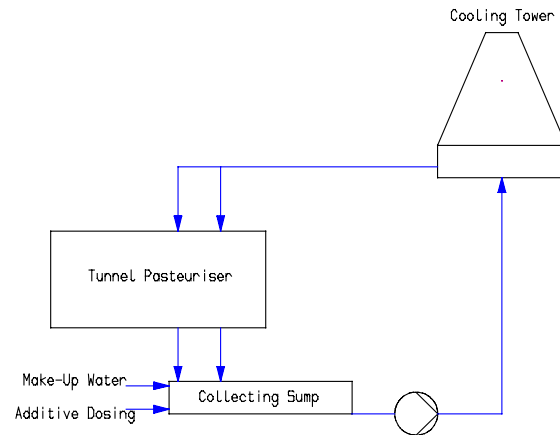 Cooling Tower
Tunnel Pasteuriser
Make-Up Water
Collecting Sump
Additive Dosing